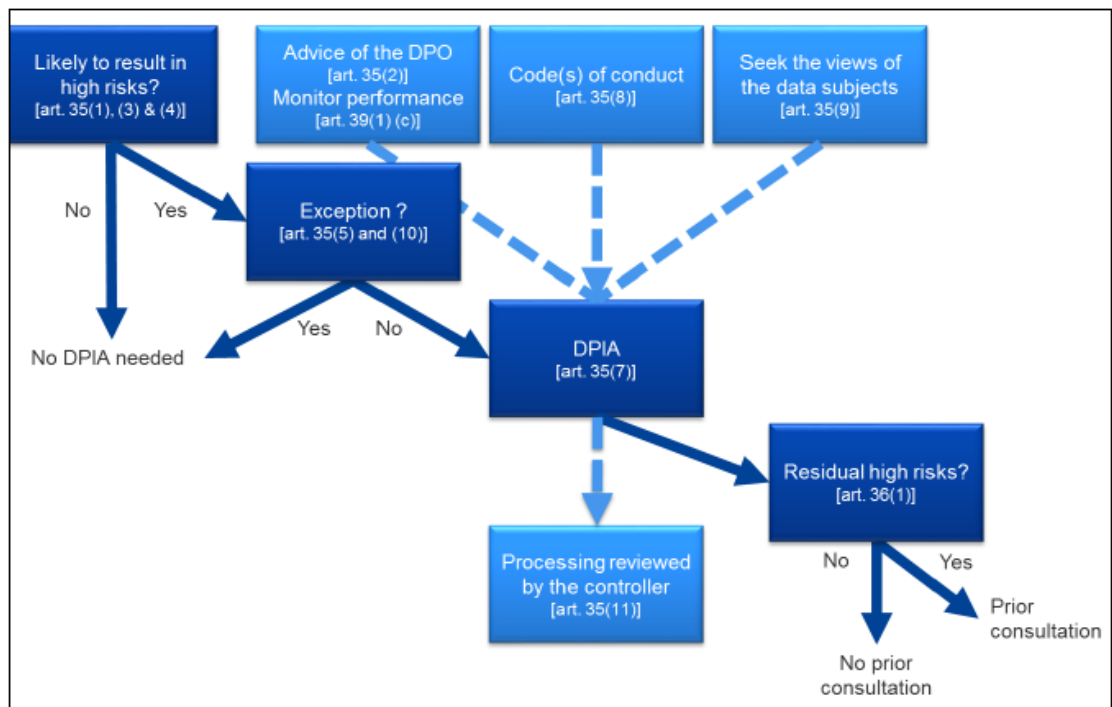 Likely to result in
high risks?
[art. 35(1), (3) & (4)]
Advice of the DPO
[art. 35(2)]
Monitor performance
[art. 39(1) (c)]
Code(s) of conduct
[art. 35(8)]
Seek the views of
the data subjects
[art. 35(9)]
No
Yes
Exception ?
[art. 35(5) and (10)]
Yes
No
No DPIA needed
DPIA
[art. 35(7)]
Residual high risks?
[art. 36(1)]
Processing reviewed
by the controller
[art. 35(11)]
No
Yes
Prior
consultation
No prior
consultation